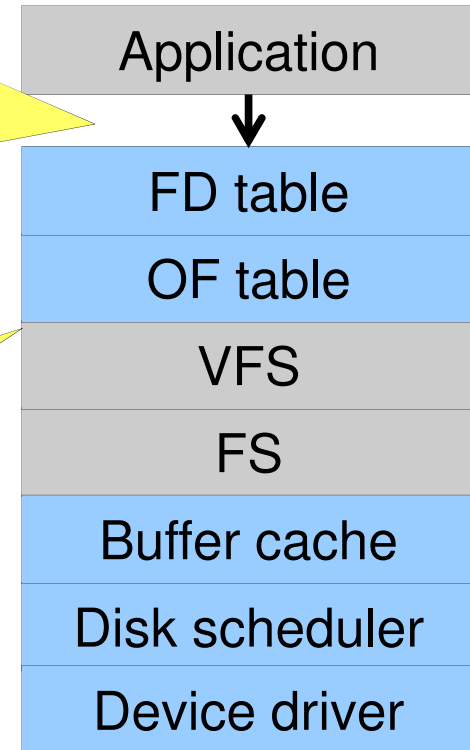 Application
FD table
OF table
VFS
FS
Buffer cache
Disk scheduler
Device driver